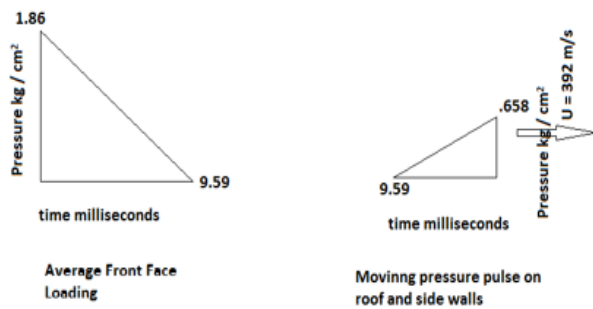 1.86
Pressure kg / cm²
9.59
time milliseconds
Average Front Face
Loading
.658
U = 392 m/s
Pressure kg / cm²
9.59
time milliseconds
Movinng pressure pulse on
roof and side walls